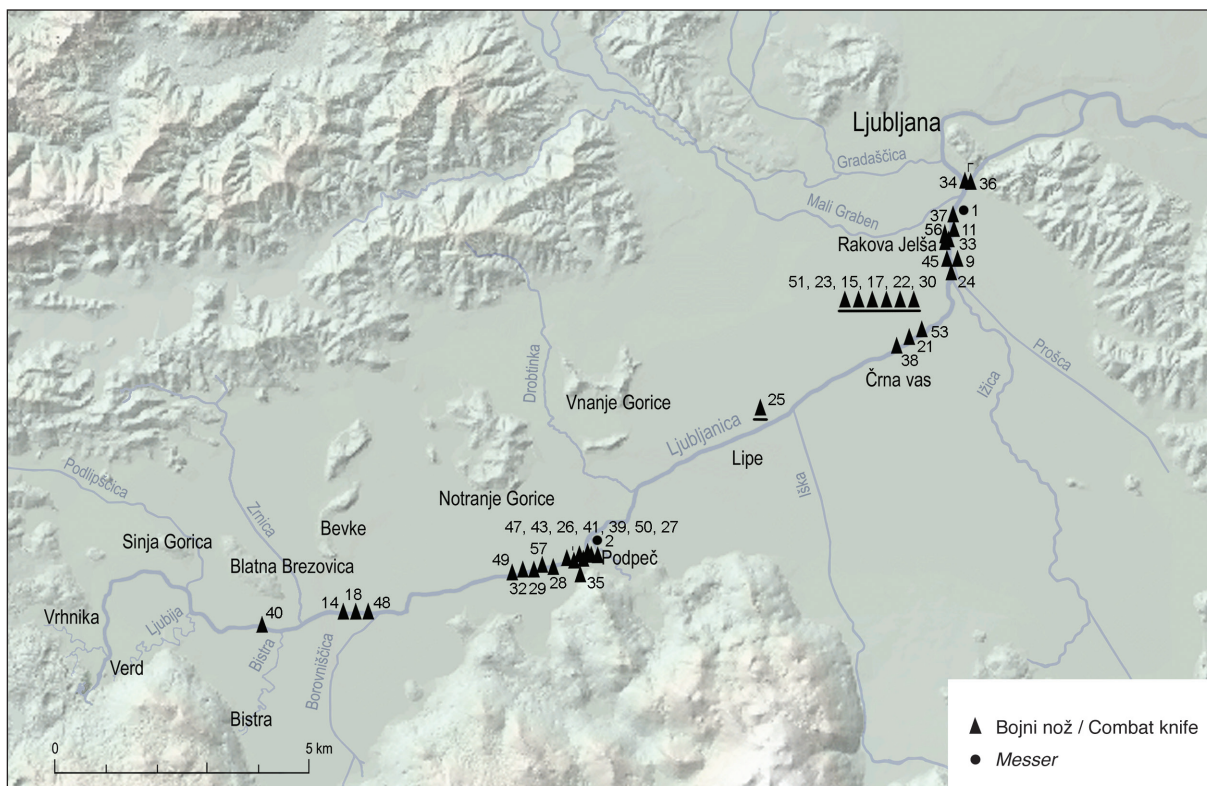 Ljubljana
Gradaščica
34
36
Mali Graben
37
1
56
11
Rakova Jelša
33
45
9
24
51, 23, 15, 17, 22, 30
53
21
38
Prošca
Črna vas
Ižica
Drobtinka
Vnanje Gorice
25
Ljubljanica
Lipe
Iška
Podlipščica
Zrnica
Notranje Gorice
Bevke
47, 43, 26, 41, 39, 50, 27
2
Sinja Gorica
57
Podpeč
Blatna Brezovica
49
28
32
29
35
14
18
48
40
Vrhnika
Ljubija
Bistra
Borovniščica
Verd
Bistra
0
5 km
Bojni nož / Combat knife
Messer